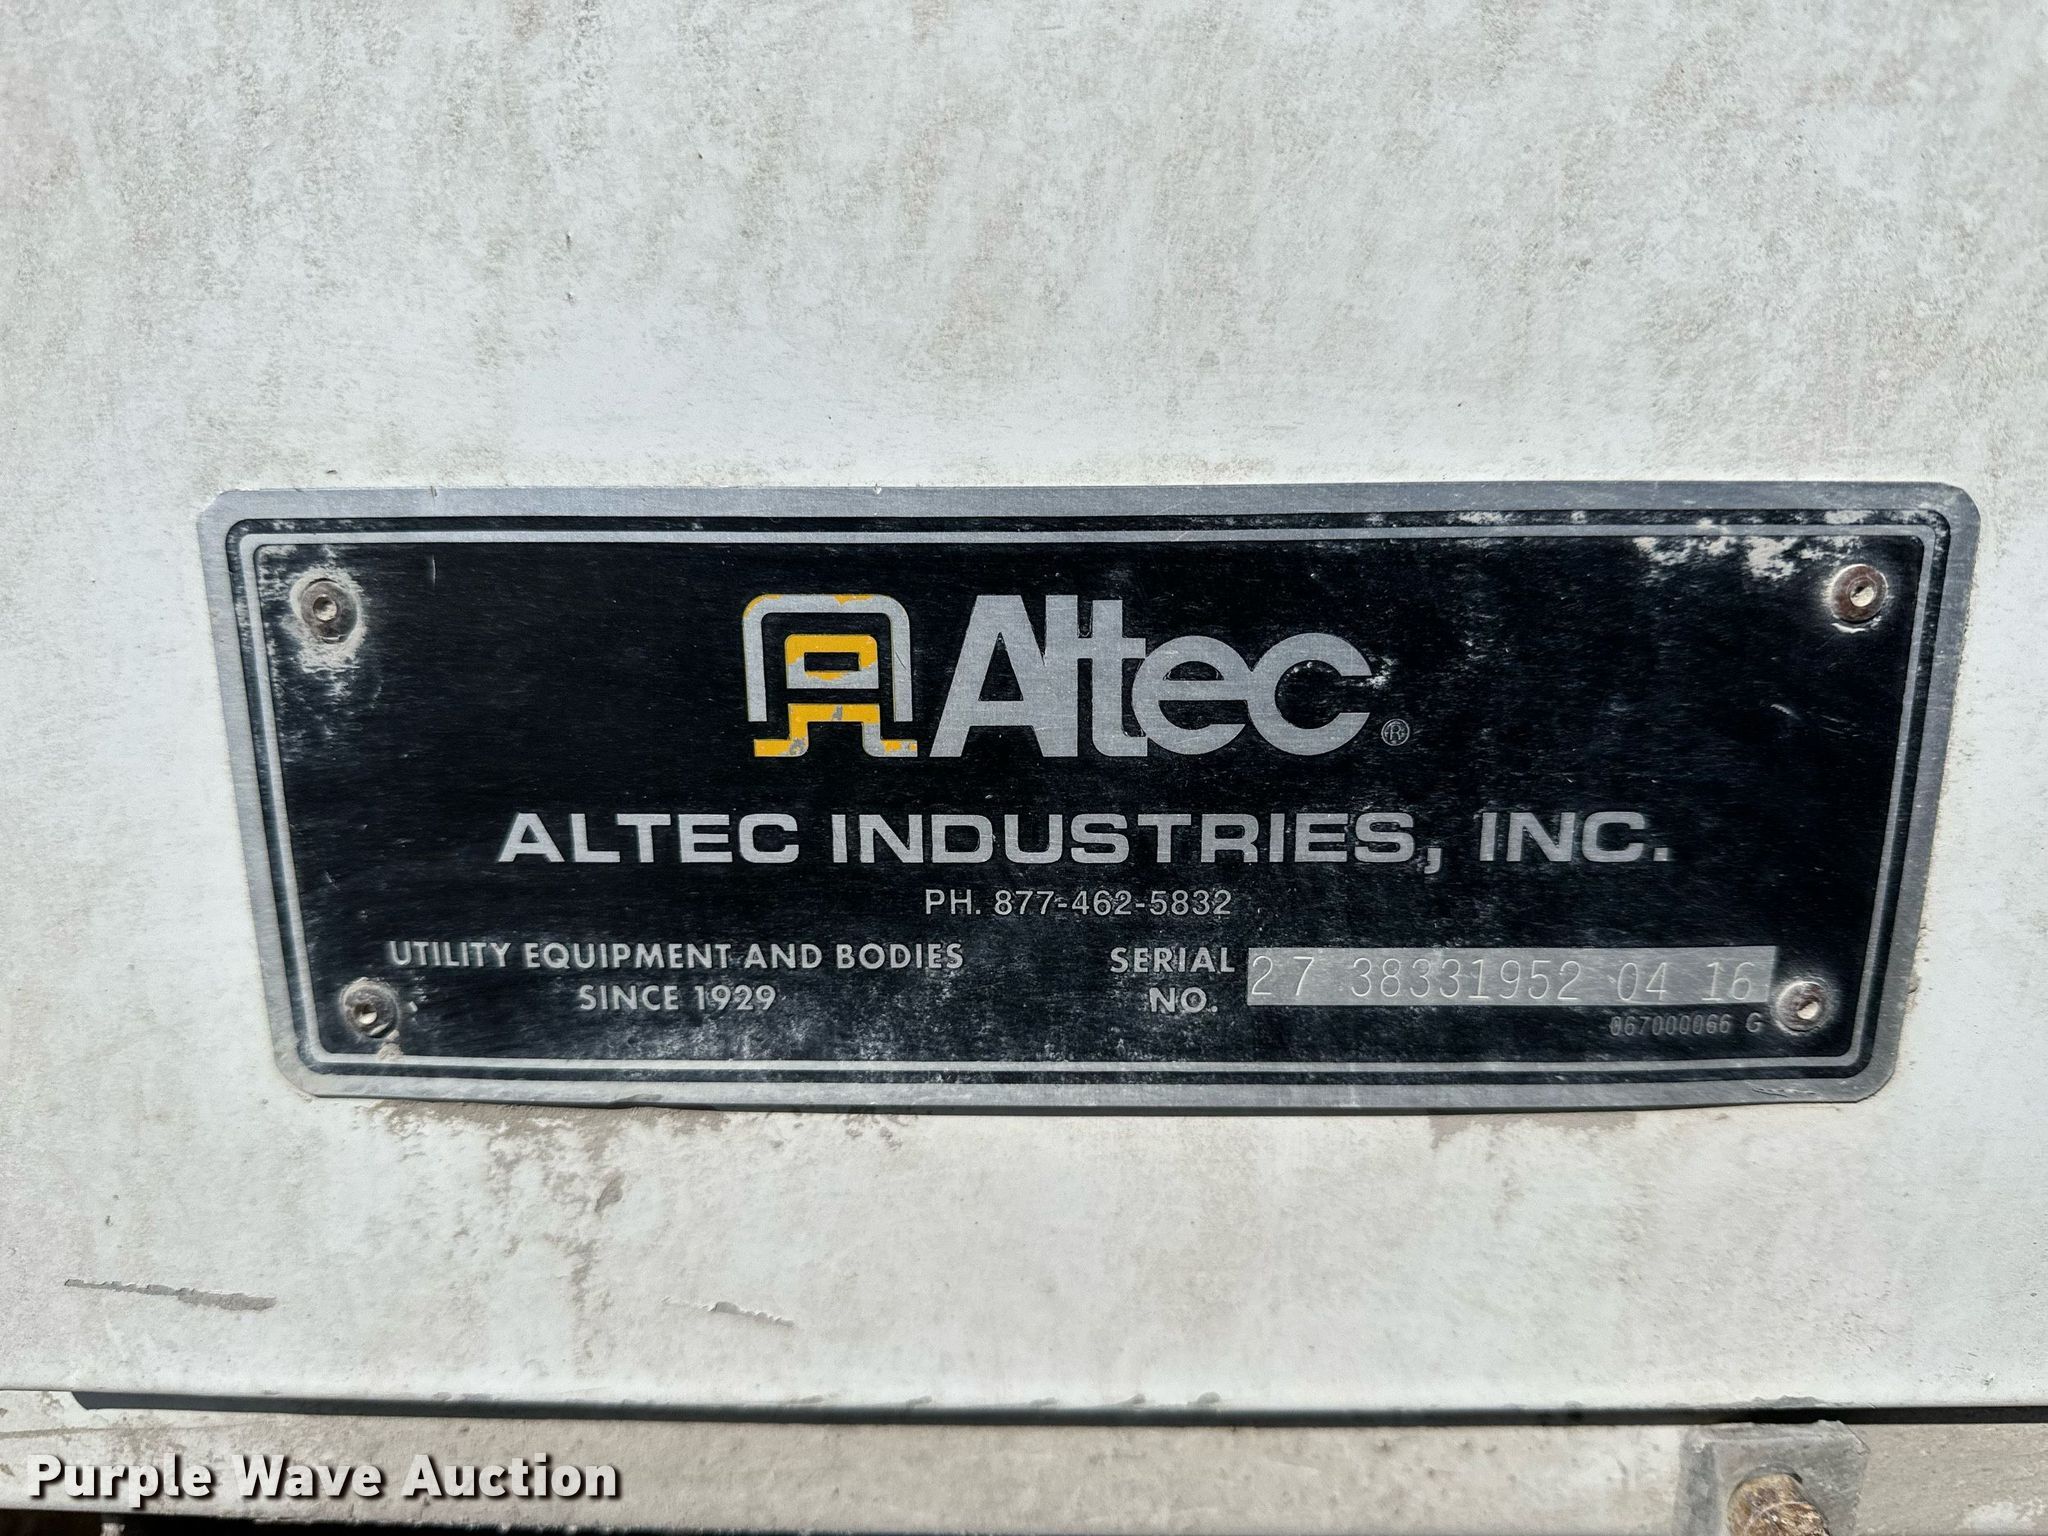 Altec®
ALTEC INDUSTRIES, INC.
PH. 877-462-5832
UTILITY EQUIPMENT AND BODIES
SINCE 1929
SERIAL
NO.
27 38331952 04 16
067000066 G
Purple Wave Auction